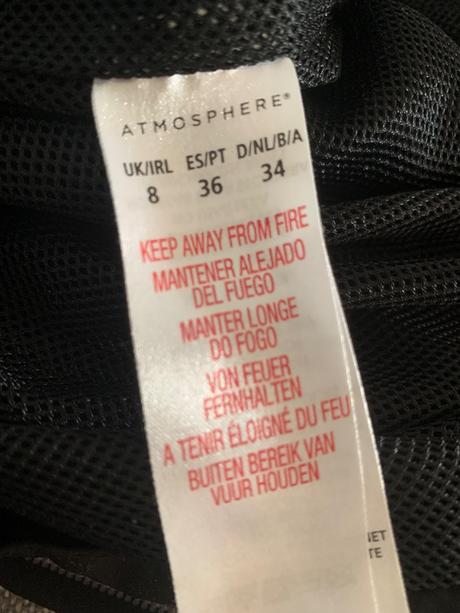 ATMOSPHERE®
UK/IRL ES/PT D/NL/B/A
8 36 34
KEEP AWAY FROM FIRE
MANTENER ALEJADO
DEL FUEGO
MANTER LONGE
DO FOGO
VON FEUER
FERNHALTEN
A TENIR ÉLOIGNÉ DU FEU
BUITEN BEREIK VAN
VUUR HOUDEN